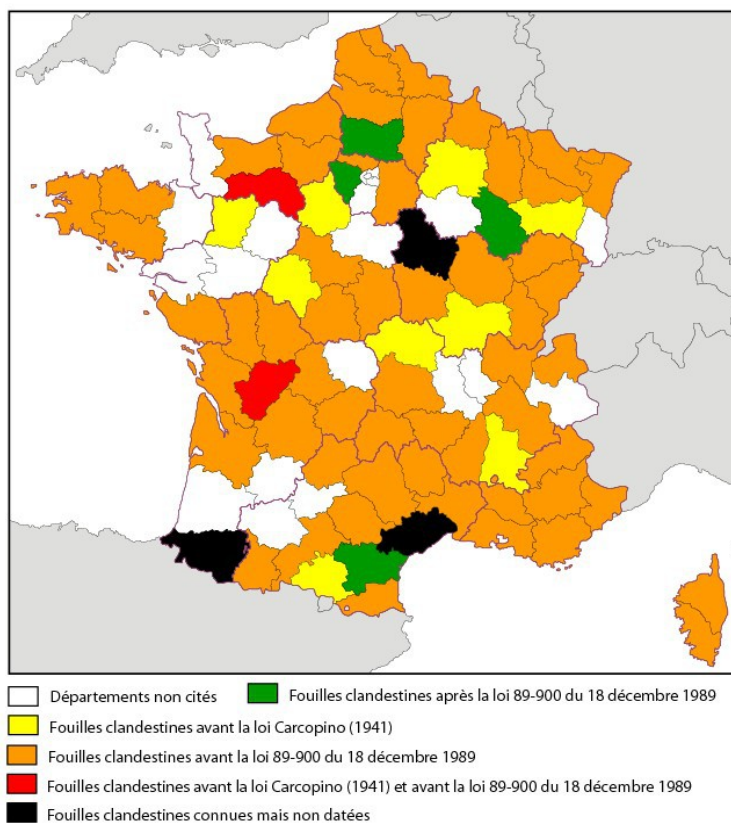 Départements non cités
Fouilles clandestines après la loi 89-900 du 18 décembre 1989
Fouilles clandestines avant la loi Carcopino (1941)
Fouilles clandestines avant la loi 89-900 du 18 décembre 1989
Fouilles clandestines avant la loi Carcopino (1941) et avant la loi 89-900 du 18 décembre 1989
Fouilles clandestines connues mais non datées